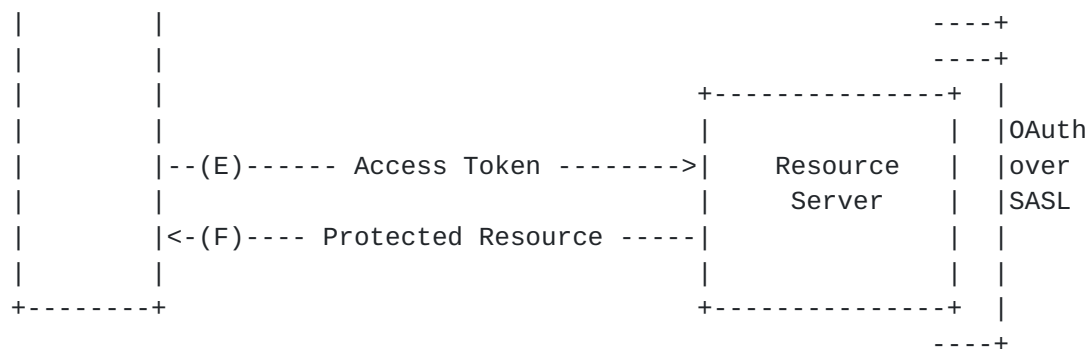 |        |                                           ----+
|        |                                           ----+
|        |                              +---------------+  |
|        |                              |               |  |OAuth
|        |--(E)------ Access Token -------->|    Resource   |  |over
|        |                              |     Server    |  |SASL
|        |<-(F)---- Protected Resource -----|               |  |
|        |                              |               |  |
+--------+                              +---------------+  |
                                                     ----+